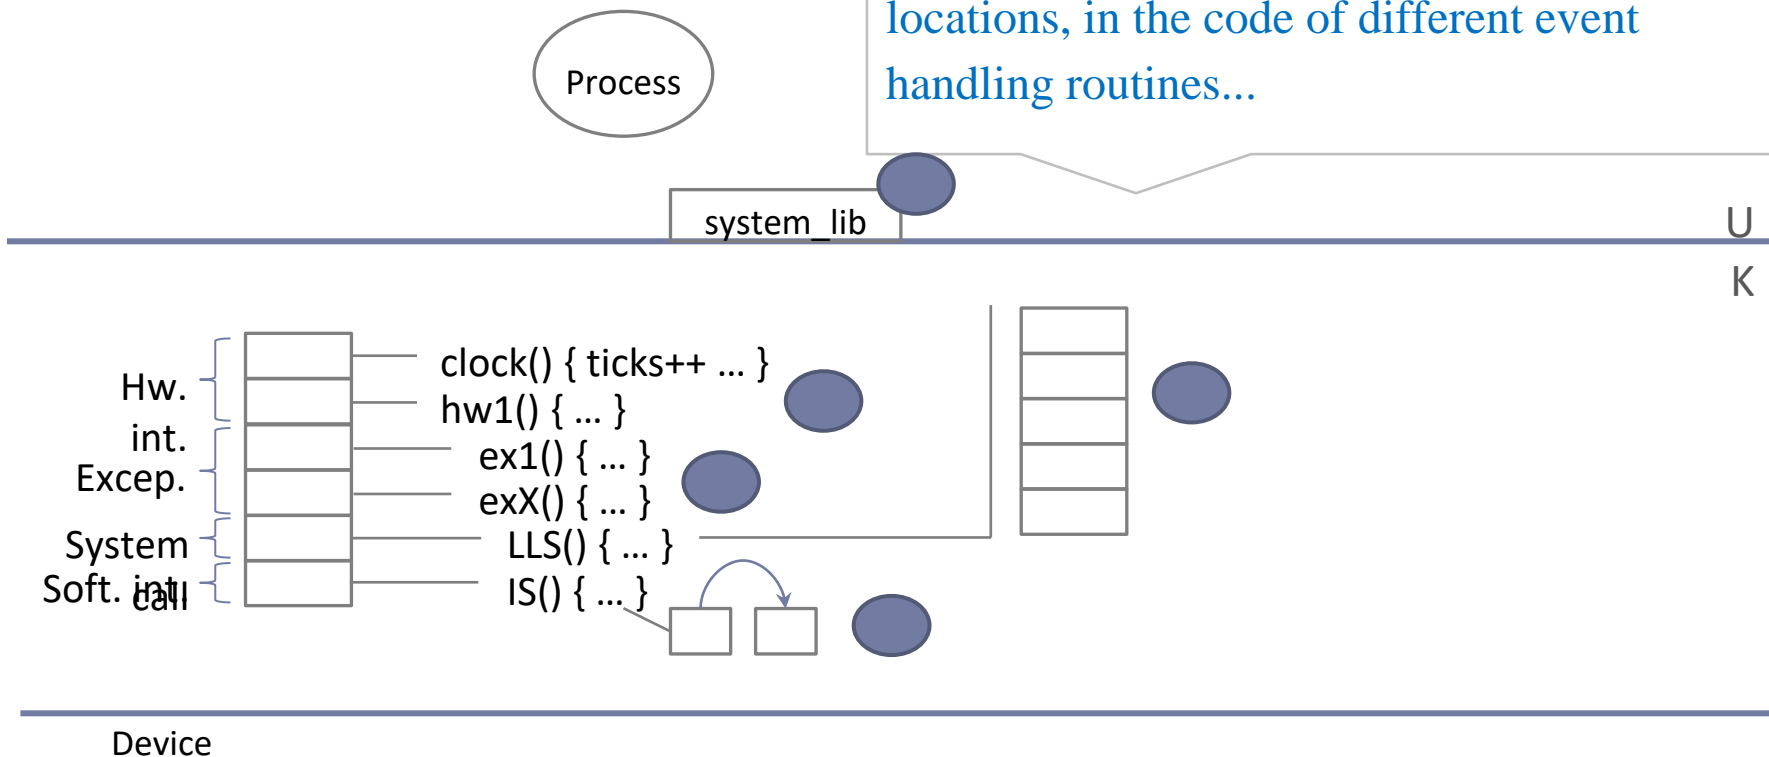 locations, in the code of different event
handling routines...
Process
system_lib
U
K
Hw.
int.
Excep.
System
call
Soft. int.
clock() { ticks++ ... }
hw1() { ... }
ex1() { ... }
exX() { ... }
LLS() { ... }
IS() { ... }
Device